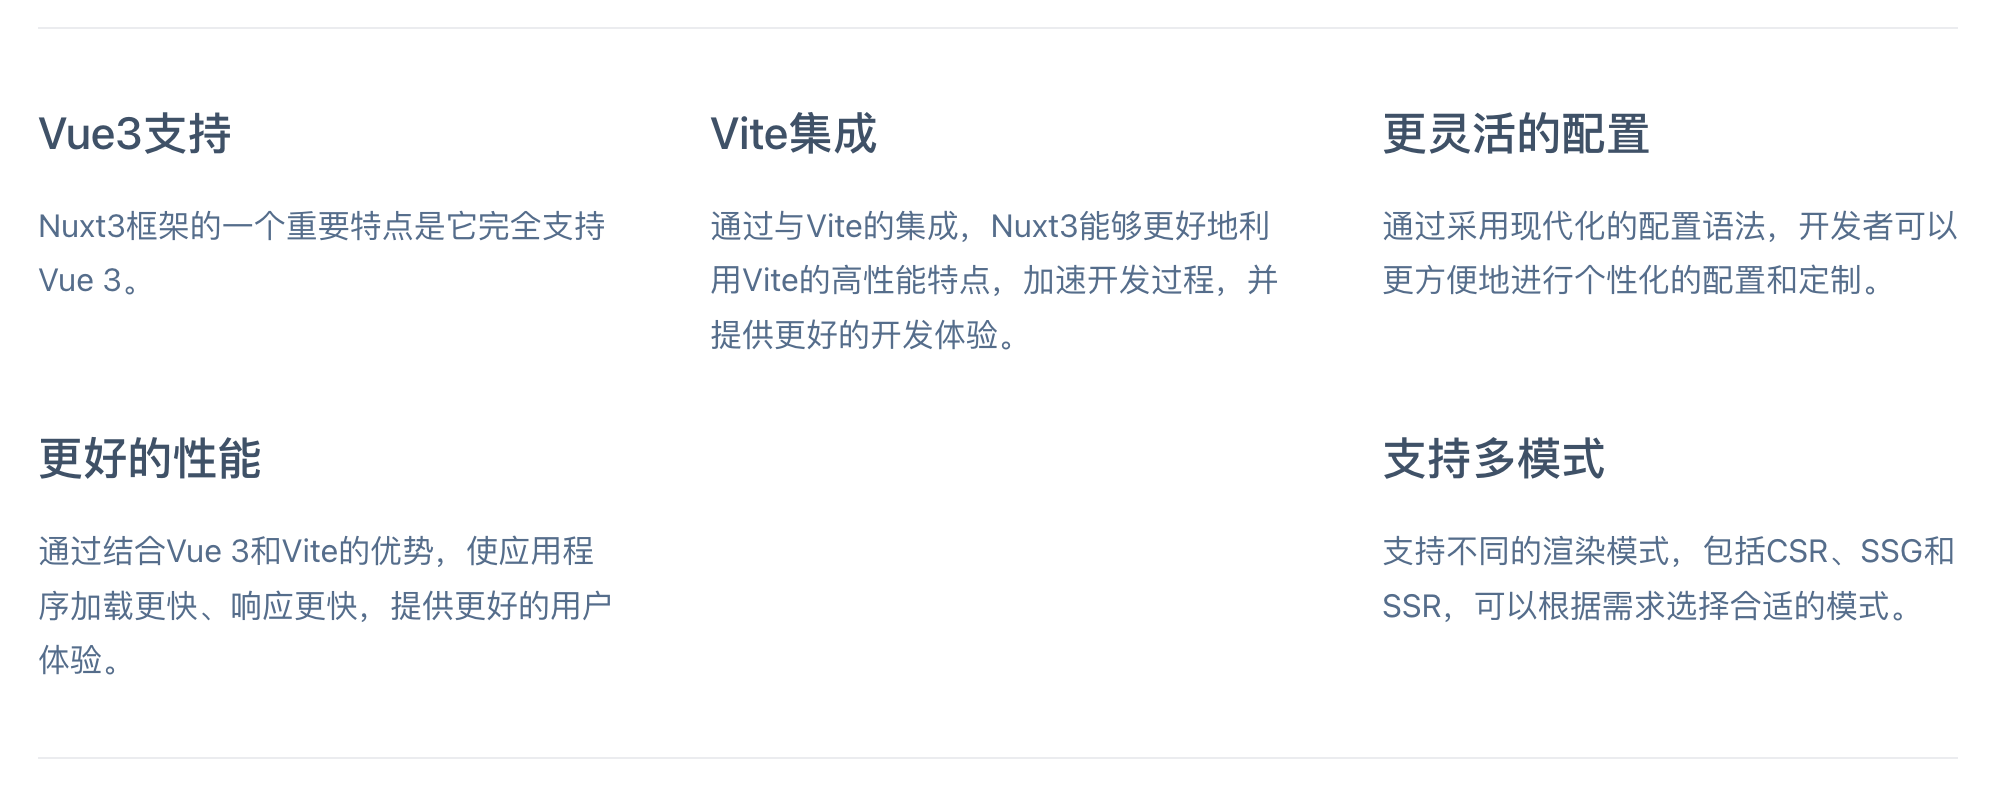 Vue3支持
Nuxt3框架的一个重要特点是它完全支持
Vue 3。
Vite集成
通过与Vite的集成，Nuxt3能够更好地利
用Vite的高性能特点，加速开发过程，并
提供更好的开发体验。
更灵活的配置
通过采用现代化的配置语法，开发者可以
更方便地进行个性化的配置和定制。
更好的性能
通过结合Vue 3和Vite的优势，使应用程
序加载更快、响应更快，提供更好的用户
体验。
支持多模式
支持不同的渲染模式，包括CSR、SSG和
SSR，可以根据需求选择合适的模式。